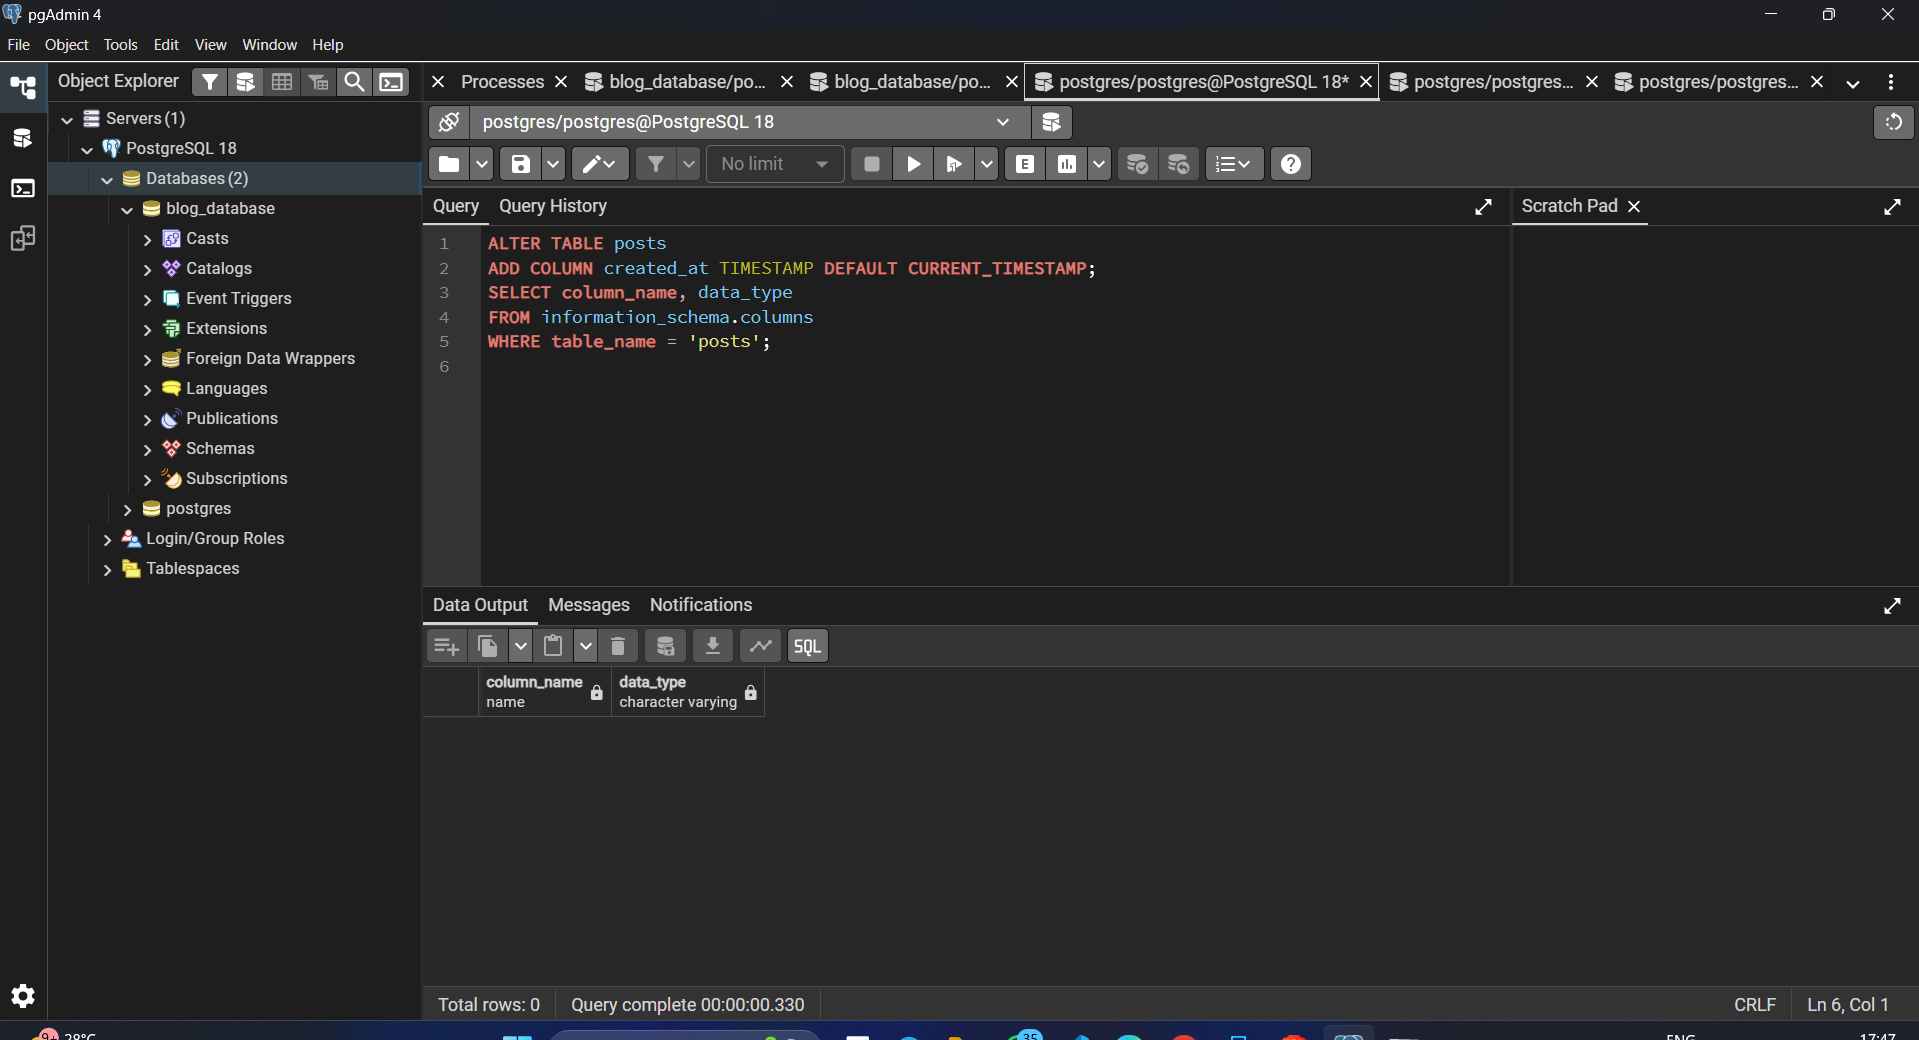 pgAdmin 4
File Object Tools Edit View Window Help
Object Explorer
Processes blog_database/po... blog_database/po... postgres/postgres@PostgreSQL 18* postgres/postgres... postgres/postgres...
Servers (1)
PostgreSQL 18
Databases (2)
blog_database
Casts
Catalogs
Event Triggers
Extensions
Foreign Data Wrappers
Languages
Publications
Schemas
Subscriptions
postgres
Login/Group Roles
Tablespaces
postgres/postgres@PostgreSQL 18
No limit
E
Query Query History
Scratch Pad
1 ALTER TABLE posts
2 ADD COLUMN created_at TIMESTAMP DEFAULT CURRENT_TIMESTAMP;
3 SELECT column_name, data_type
4 FROM information_schema.columns
5 WHERE table_name = 'posts';
6
Data Output Messages Notifications
SQL
column_name data_type
name character varying
Total rows: 0 Query complete 00:00:00.330 CRLF Ln 6, Col 1
9+ 28°C 35 ENG 17:47